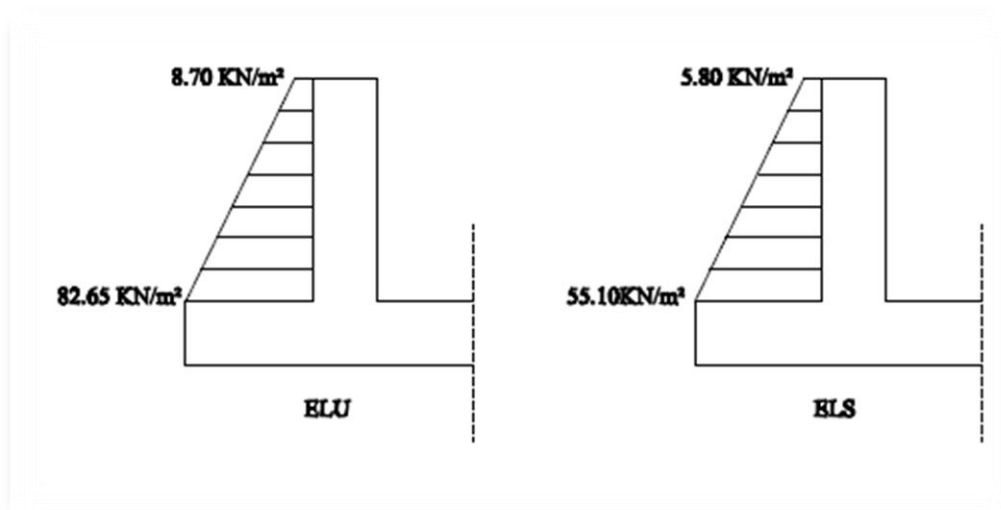 8.70 KN/m²
5.80 KN/m²
82.65 KN/m²
55.10KN/m²
ELU
ELS